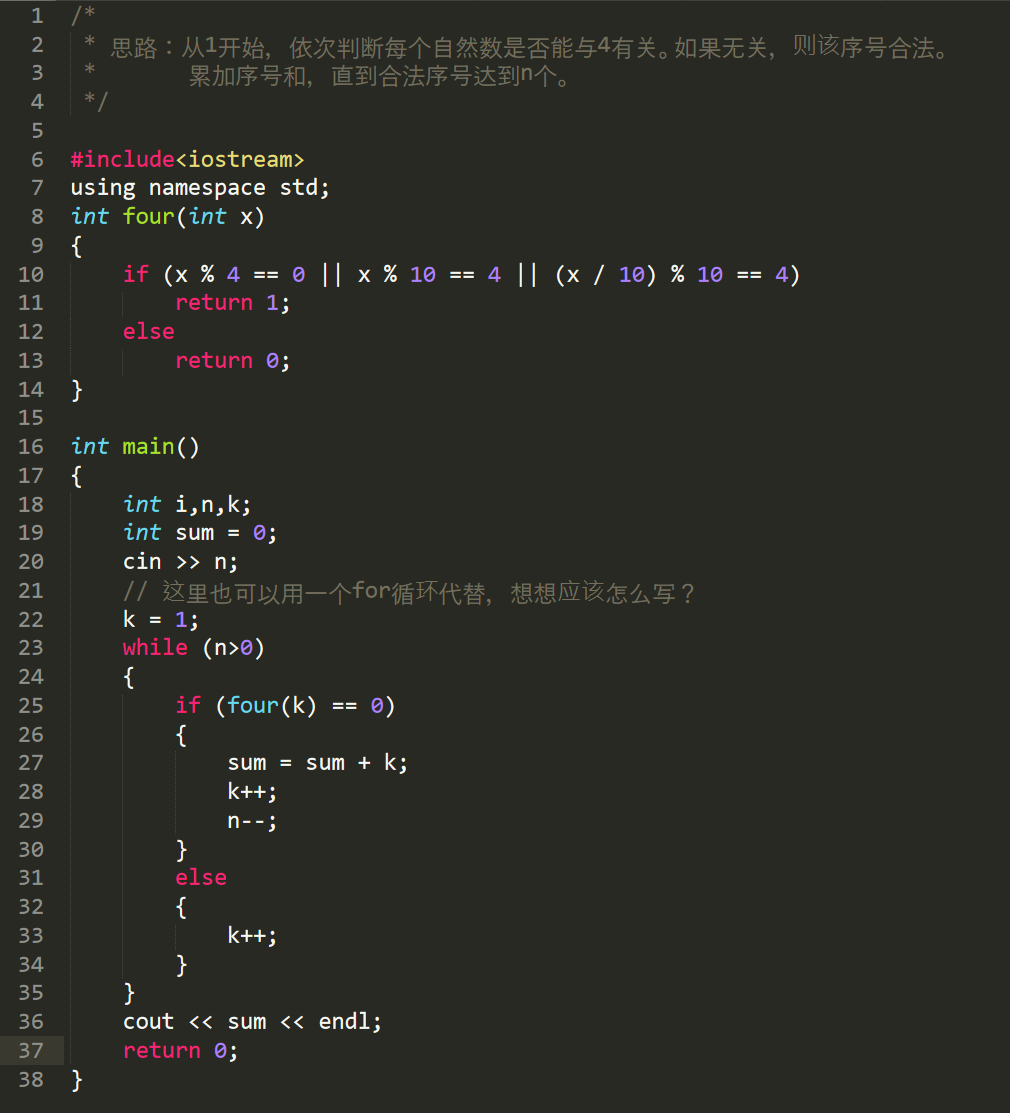 1 /*
2  * 思路：从1开始，依次判断每个自然数是否能与4有关。如果无关，则该序号合法。
3  *       累加序号和，直到合法序号达到n个。
4  */
5
6 #include<iostream>
7 using namespace std;
8 int four(int x)
9 {
10     if (x % 4 == 0 || x % 10 == 4 || (x / 10) % 10 == 4)
11         return 1;
12     else
13         return 0;
14 }
15
16 int main()
17 {
18     int i,n,k;
19     int sum = 0;
20     cin >> n;
21     // 这里也可以用一个for循环代替，想想应该怎么写？
22     k = 1;
23     while (n>0)
24     {
25         if (four(k) == 0)
26         {
27             sum = sum + k;
28             k++;
29             n--;
30         }
31         else
32         {
33             k++;
34         }
35     }
36     cout << sum << endl;
37     return 0;
38 }